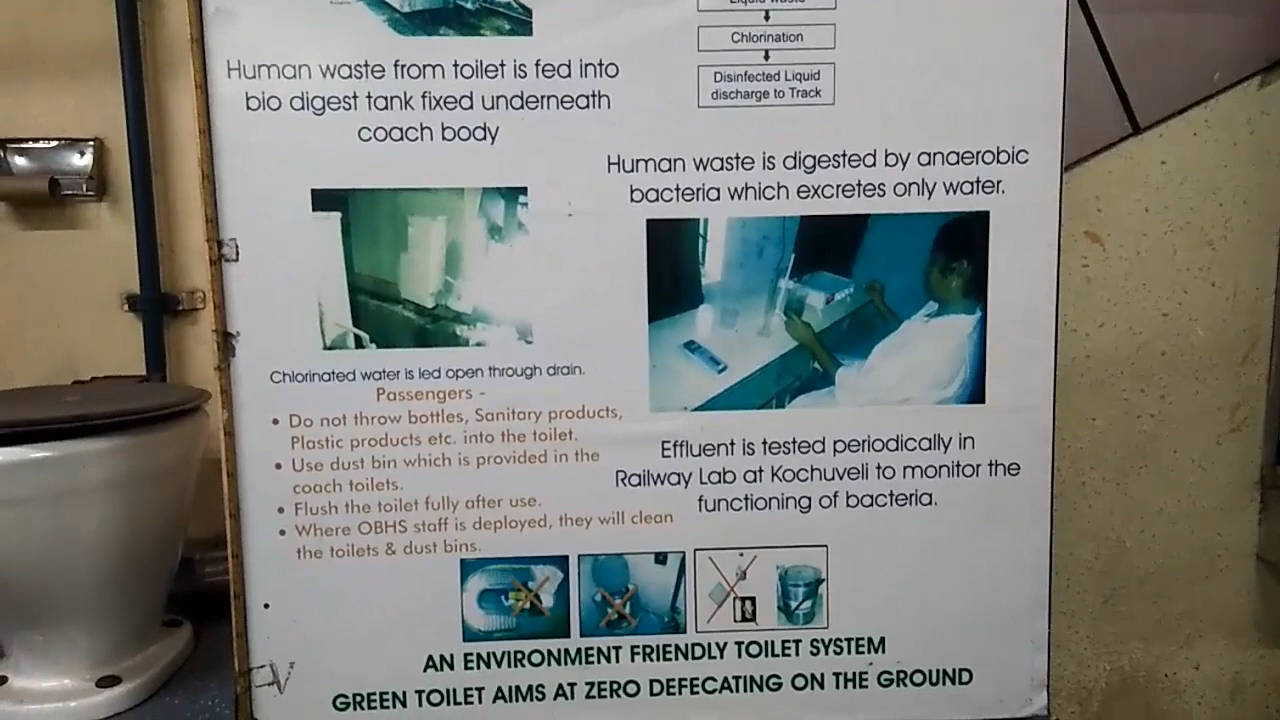 Liquid waste
Chlorination
Disinfected Liquid
discharge to Track
Human waste from toilet is fed into
bio digest tank fixed underneath
coach body
Human waste is digested by anaerobic
bacteria which excretes only water.
Chlorinated water is led open through drain.
Passengers -
• Do not throw bottles, Sanitary products,
Plastic products etc. into the toilet.
• Use dust bin which is provided in the
coach toilets.
• Flush the toilet fully after use.
• Where OBHS staff is deployed, they will clean
the toilets & dust bins.
Effluent is tested periodically in
Railway Lab at Kochuveli to monitor the
functioning of bacteria.
AN ENVIRONMENT FRIENDLY TOILET SYSTEM
GREEN TOILET AIMS AT ZERO DEFECATING ON THE GROUND